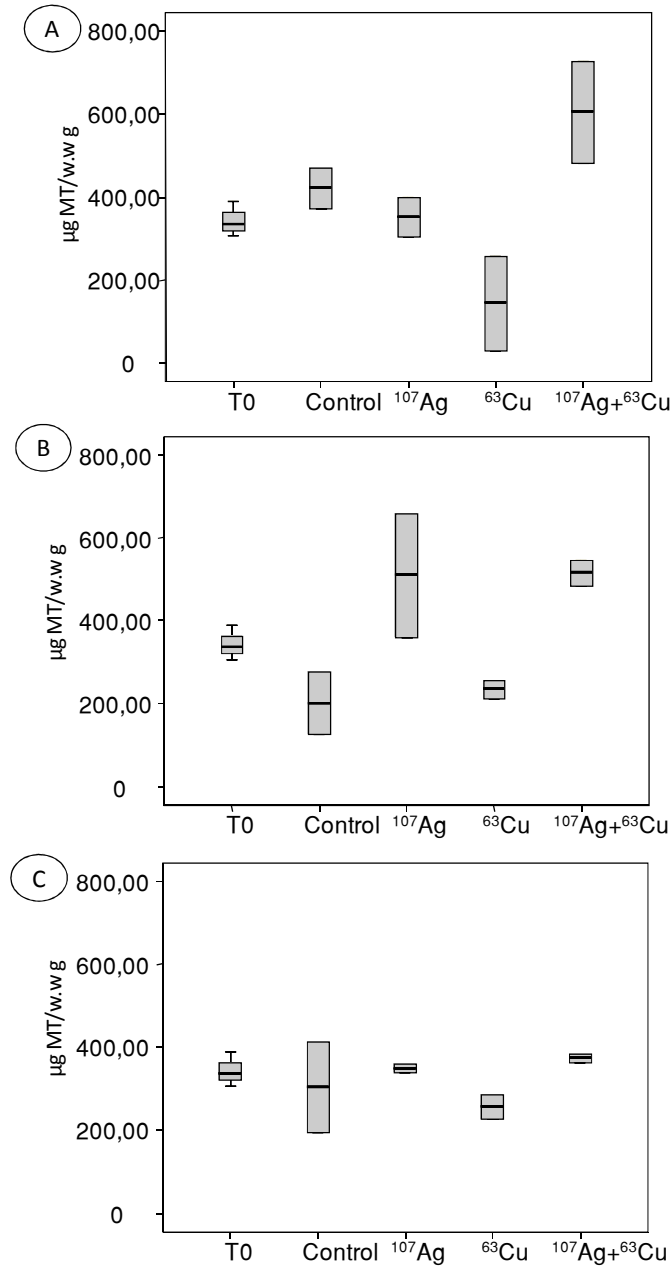 A
800,00
600,00
400,00
200,00
0
µg MT/w.w g
T0 Control ¹⁰⁷Ag ⁶³Cu ¹⁰⁷Ag+⁶³Cu
B
800,00
600,00
400,00
200,00
0
µg MT/w.w g
T0 Control ¹⁰⁷Ag ⁶³Cu ¹⁰⁷Ag+⁶³Cu
C
800,00
600,00
400,00
200,00
0
µg MT/w.w g
T0 Control ¹⁰⁷Ag ⁶³Cu ¹⁰⁷Ag+⁶³Cu